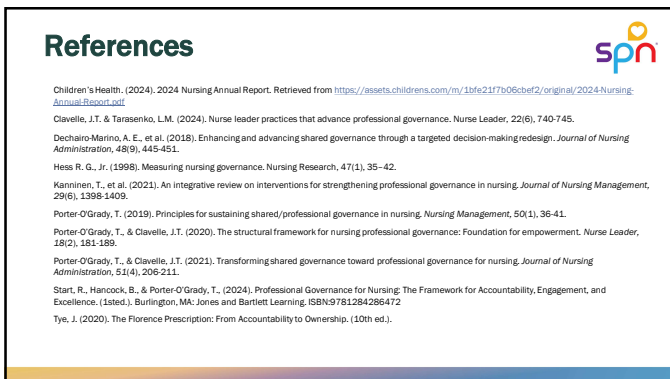 References
spn
Children's Health. (2024). 2024 Nursing Annual Report. Retrieved from https://assets.childrens.com/m/1bfe21f7b06cbef2/original/2024-Nursing-
Annual-Report.pdf
Clavelle, J.T. & Tarasenko, L.M. (2024). Nurse leader practices that advance professional governance. Nurse Leader, 22(6), 740-745.
Dechairo-Marino, A. E., et al. (2018). Enhancing and advancing shared governance through a targeted decision-making redesign. Journal of Nursing
Administration, 48(9), 445-451.
Hess R. G., Jr. (1998). Measuring nursing governance. Nursing Research, 47(1), 35–42.
Kanninen, T., et al. (2021). An integrative review on interventions for strengthening professional governance in nursing. Journal of Nursing Management,
29(6), 1398-1409.
Porter-O'Grady, T. (2019). Principles for sustaining shared/professional governance in nursing. Nursing Management, 50(1), 36-41.
Porter-O'Grady, T., & Clavelle, J.T. (2020). The structural framework for nursing professional governance: Foundation for empowerment. Nurse Leader,
18(2), 181-189.
Porter-O'Grady, T., & Clavelle, J.T. (2021). Transforming shared governance toward professional governance for nursing. Journal of Nursing
Administration, 51(4), 206-211.
Start, R., Hancock, B., & Porter-O'Grady, T., (2024). Professional Governance for Nursing: The Framework for Accountability, Engagement, and
Excellence. (1sted.). Burlington, MA: Jones and Bartlett Learning. ISBN:9781284286472
Tye, J. (2020). The Florence Prescription: From Accountability to Ownership. (10th ed.).